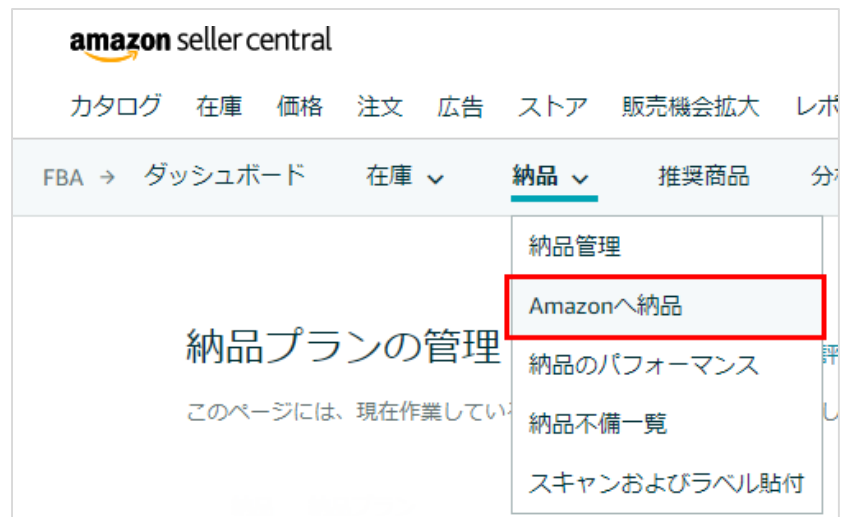 amazon seller central
カタログ 在庫 価格 注文 広告 ストア 販売機会拡大 レポ
FBA → ダッシュボード 在庫 納品 推奨商品 分
納品管理
Amazonへ納品
納品プランの管理
納品のパフォーマンス
評
このページには、現在作業してい
し
納品不備一覧
スキャンおよびラベル貼付